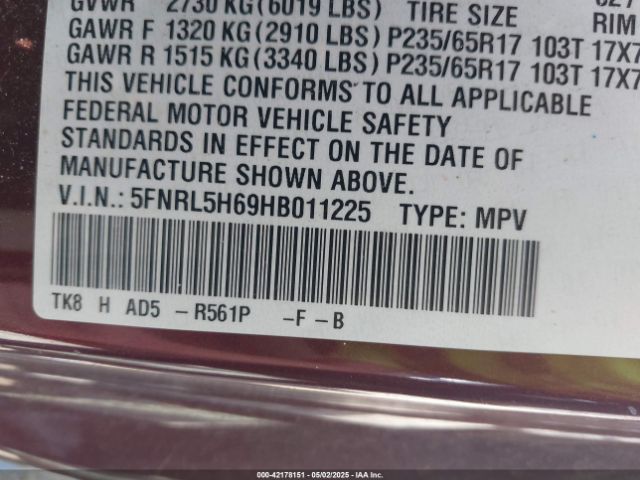 GVWR 2730 KG(6019 LBS) TIRE SIZE RIM
GAWR F 1320 KG(2910 LBS) P235/65R17 103T 17X7
GAWR R 1515 KG(3340 LBS) P235/65R17 103T 17X7
THIS VEHICLE CONFORMS TO ALL APPLICABLE
FEDERAL MOTOR VEHICLE SAFETY
STANDARDS IN EFFECT ON THE DATE OF
MANUFACTURE SHOWN ABOVE.
V.I.N.: 5FNRL5H69HB011225 TYPE: MPV
TK8 H AD5 – R561P –F – B
000-42178151 - 05/02/2025 - IAA, Inc.